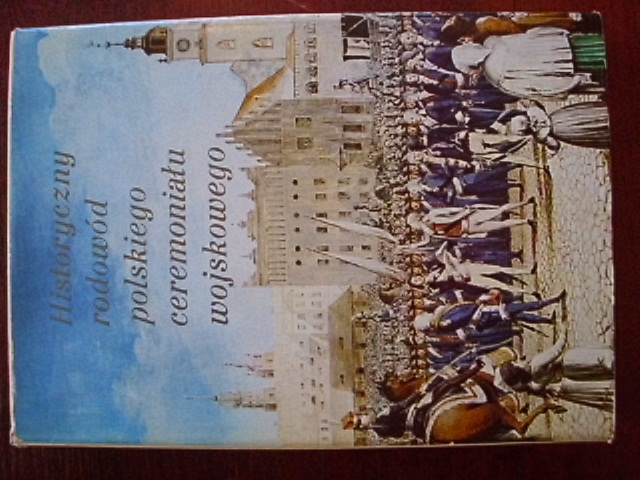 Historyczny
rodowód
polskiego
ceremoniału
wojskowego